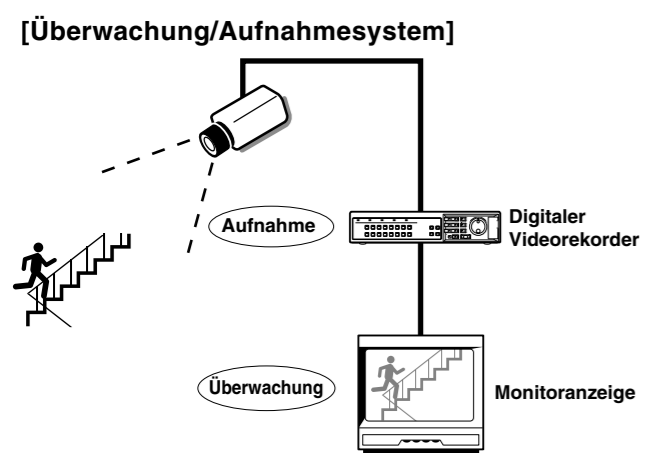 [Überwachung/Aufnahmesystem]
Aufnahme
Digitaler
Videorekorder
Überwachung
Monitoranzeige